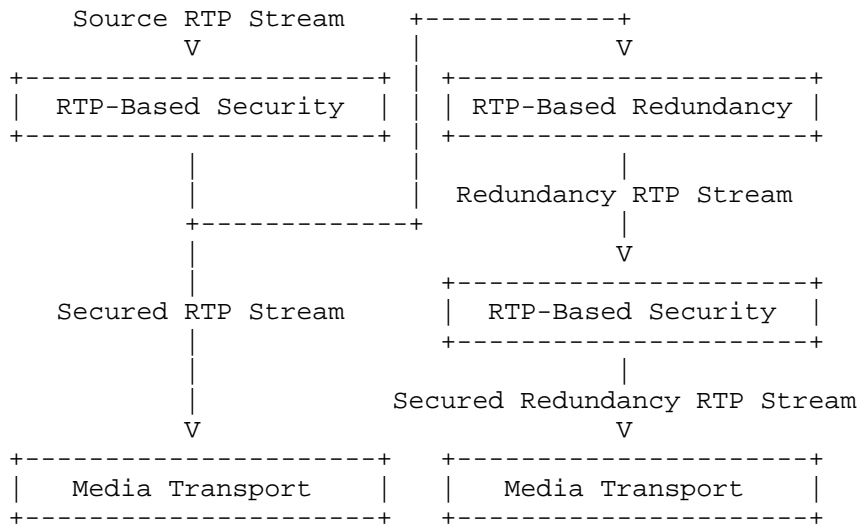 Source RTP Stream
RTP-Based Security
RTP-Based Redundancy
Redundancy RTP Stream
Secured RTP Stream
RTP-Based Security
Secured Redundancy RTP Stream
Media Transport
Media Transport